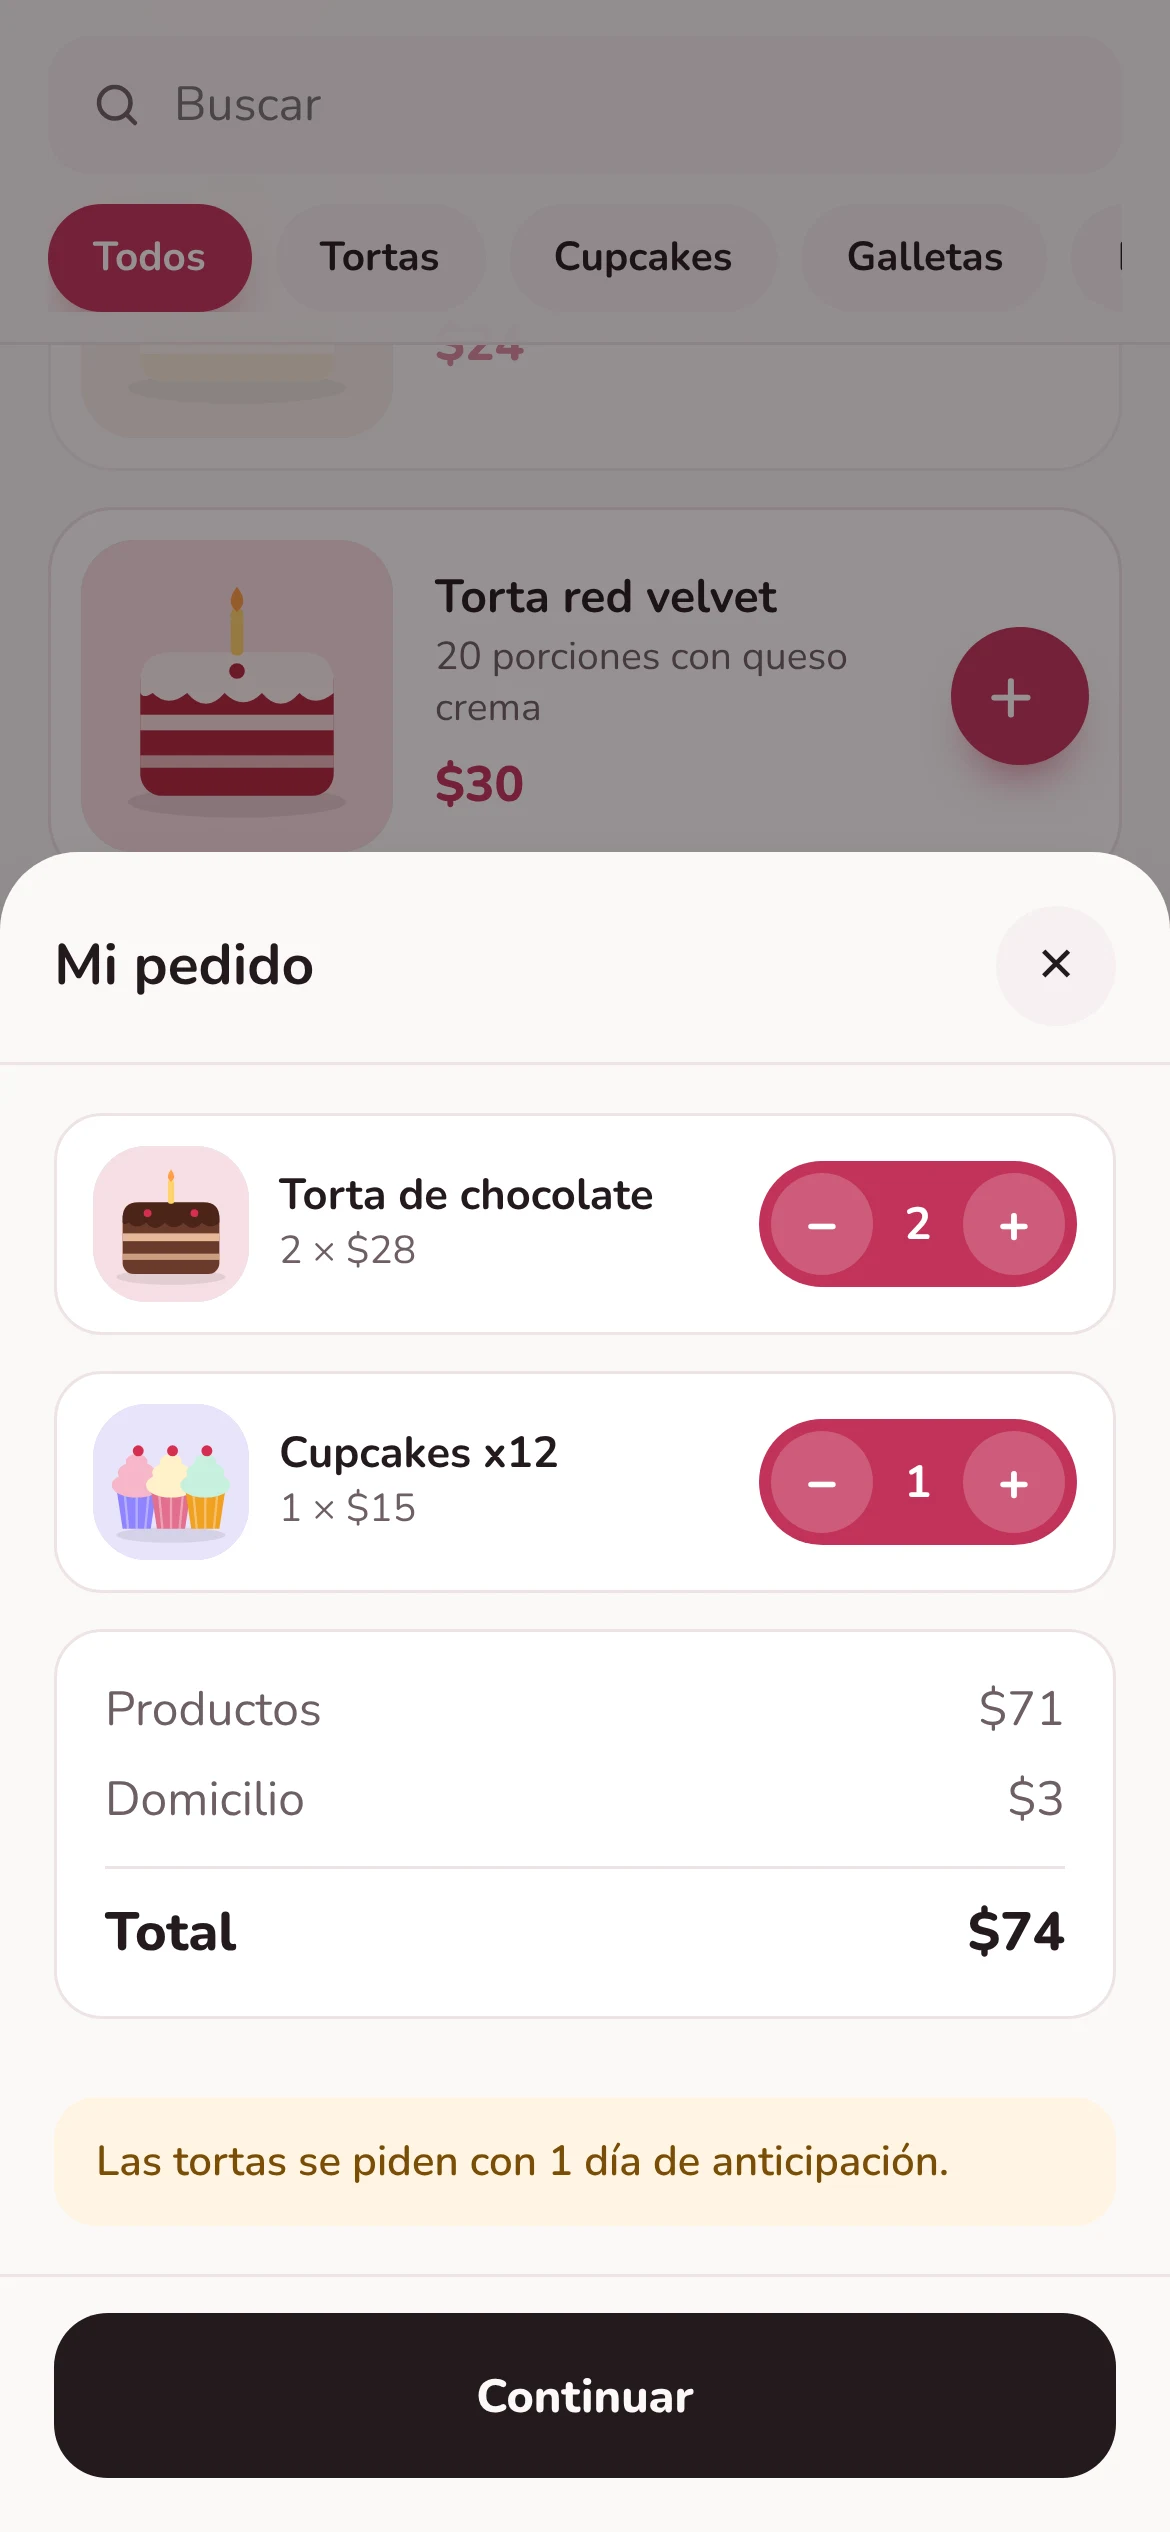 Buscar
Todos
Tortas
Cupcakes
Galletas
$24
Torta red velvet
20 porciones con queso
crema
$30
Mi pedido
Torta de chocolate
2 × $28
2
Cupcakes x12
1 × $15
1
Productos
$71
Domicilio
$3
Total
$74
Las tortas se piden con 1 día de anticipación.
Continuar